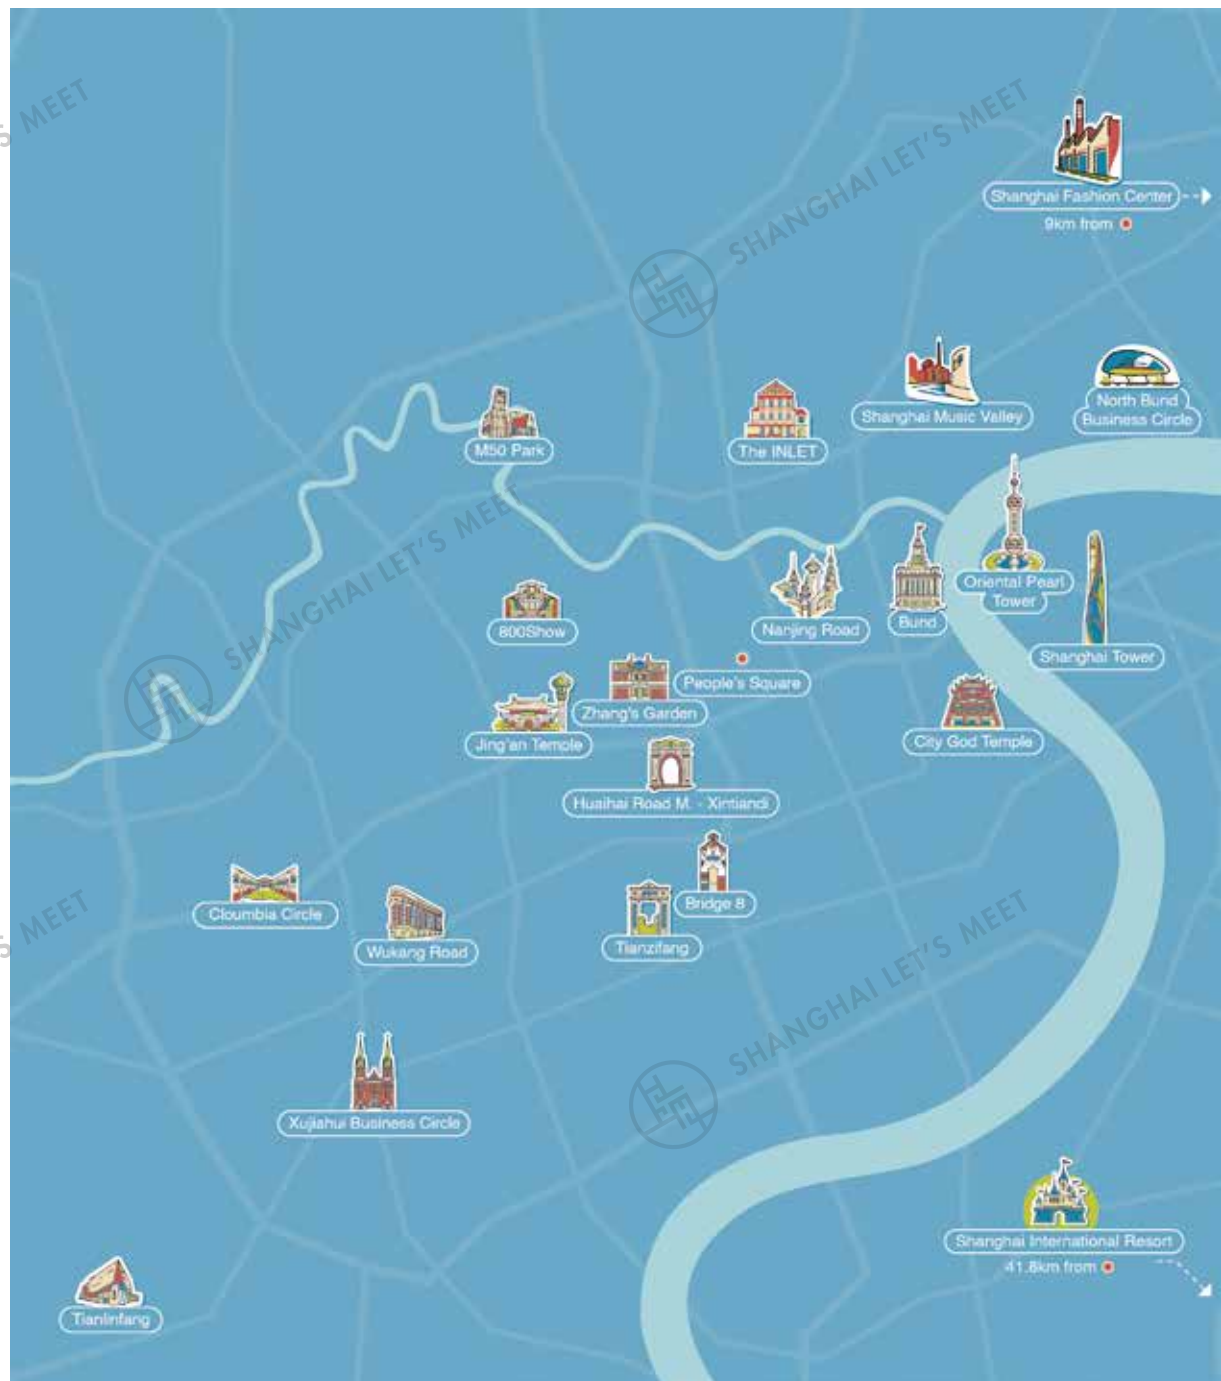 S MEET
SHANGHAI LET'S MEET
Shanghai Fashion Center
9km from
North Bund
Business Circle
Shanghai Music Valley
M50 Park
The INLET
SHANGHAI LET'S MEET
Oriental Pearl
Tower
800Show
Nanjing Road
Bund
Shanghai Tower
People's Square
Zhang's Garden
Jing'an Temple
City God Temple
Huaihai Road M. - Xintiandi
Cloumbia Circle
Bridge 8
S MEET
SHANGHAI LET'S MEET
Wukang Road
Tianzifang
Xujiahui Business Circle
Shanghai International Resort
41.8km from
Tianlinfang